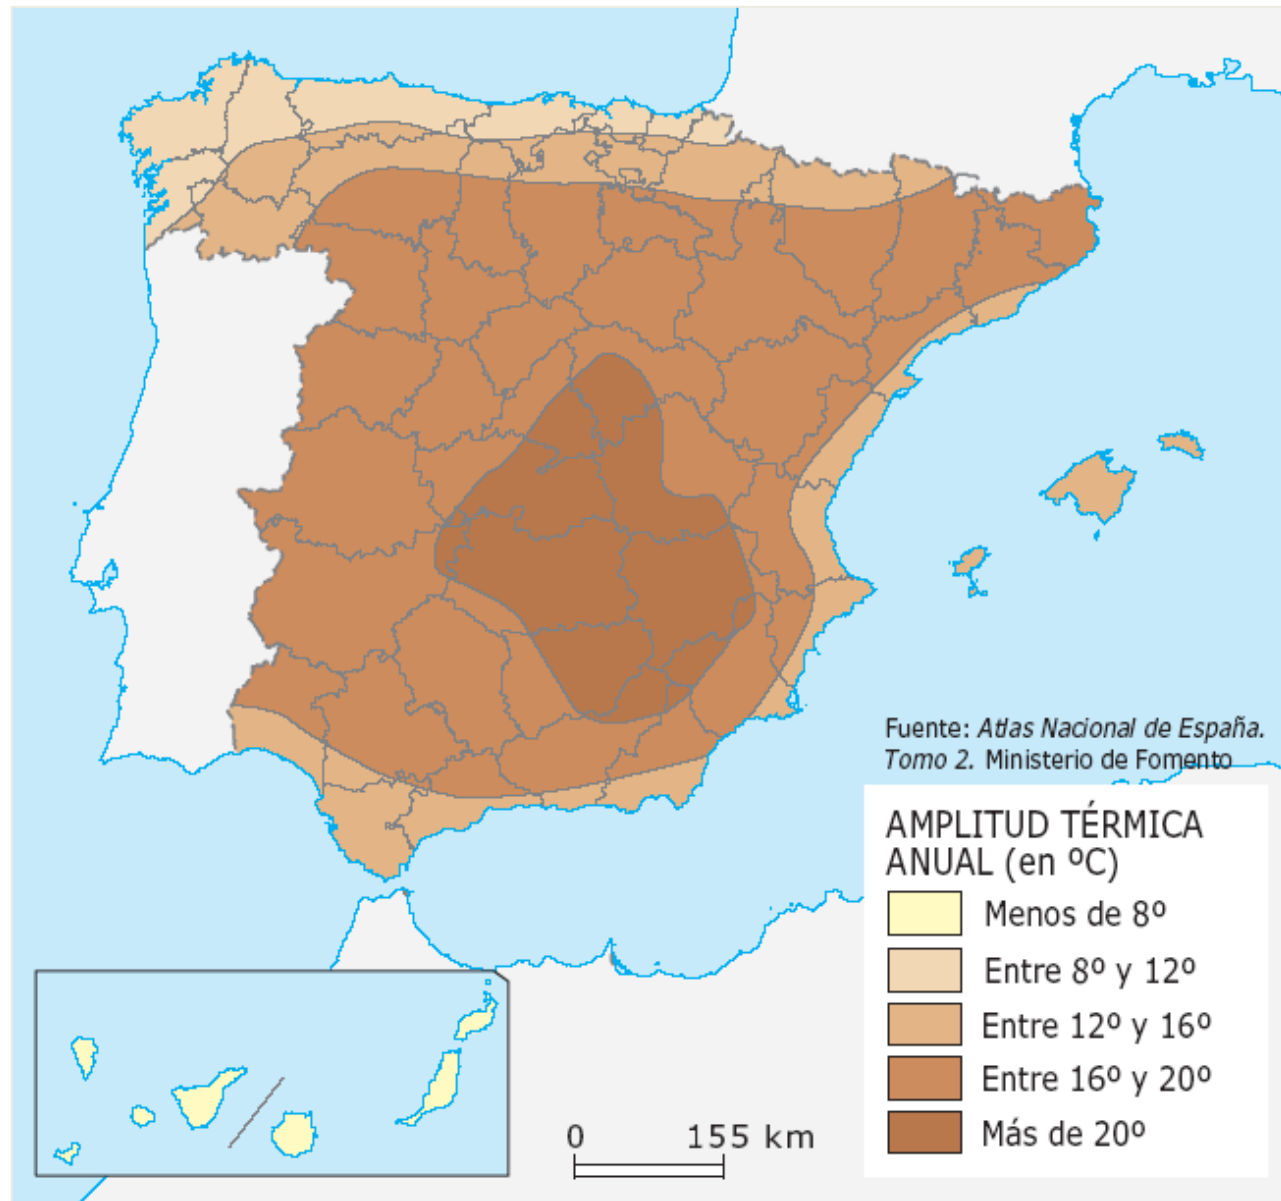 Fuente: Atlas Nacional de España.
Tomo 2. Ministerio de Fomento
AMPLITUD TÉRMICA
ANUAL (en ºC)
Menos de 8º
Entre 8º y 12º
Entre 12º y 16º
Entre 16º y 20º
Más de 20º
0 155 km